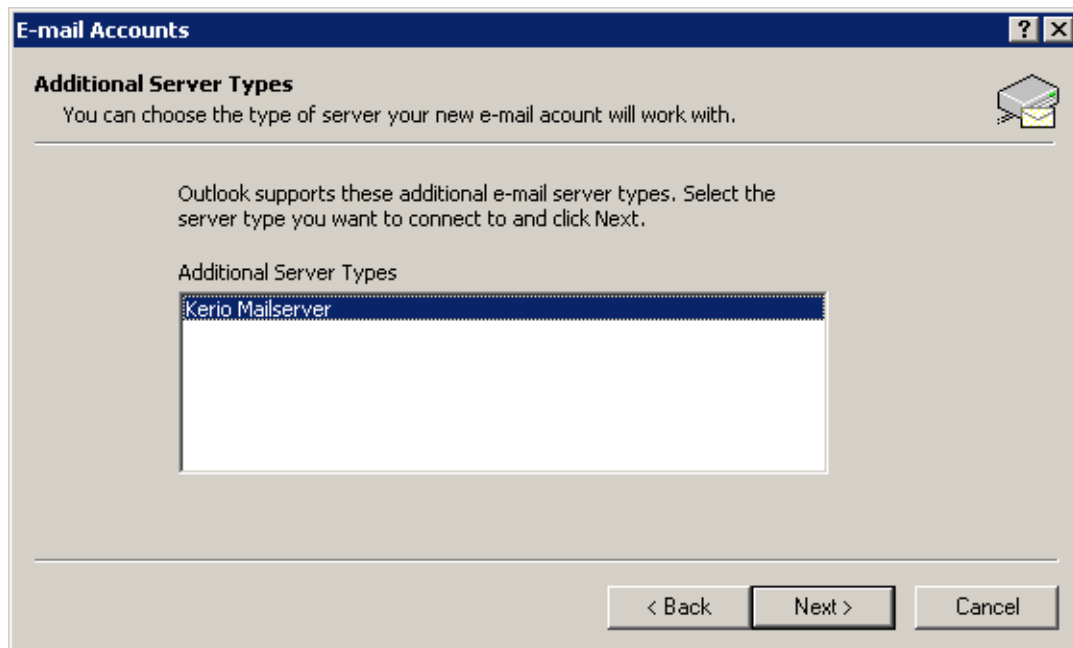 E-mail Accounts
Additional Server Types
You can choose the type of server your new e-mail acount will work with.
Outlook supports these additional e-mail server types. Select the
server type you want to connect to and click Next.
Additional Server Types
Kerio Mailserver
< Back Next > Cancel